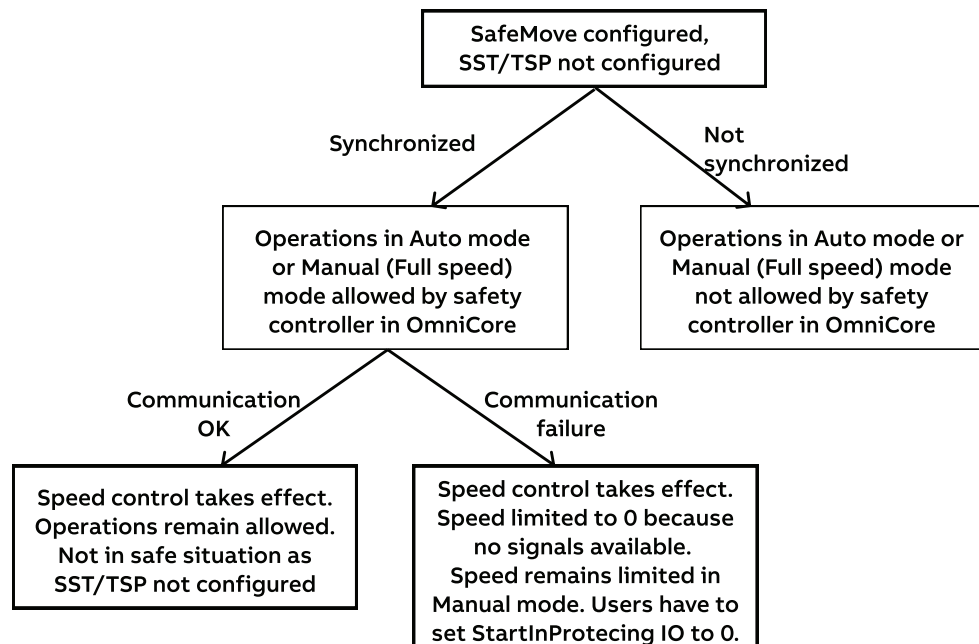 SafeMove configured,
SST/TSP not configured
Synchronized
Not
synchronized
Operations in Auto mode
or Manual (Full speed)
mode allowed by safety
controller in OmniCore
Operations in Auto mode or
Manual (Full speed) mode
not allowed by safety
controller in OmniCore
Communication
OK
Communication
failure
Speed control takes effect.
Operations remain allowed.
Not in safe situation as
SST/TSP not configured
Speed control takes effect.
Speed limited to 0 because
no signals available.
Speed remains limited in
Manual mode. Users have to
set StartInProtecing IO to 0.